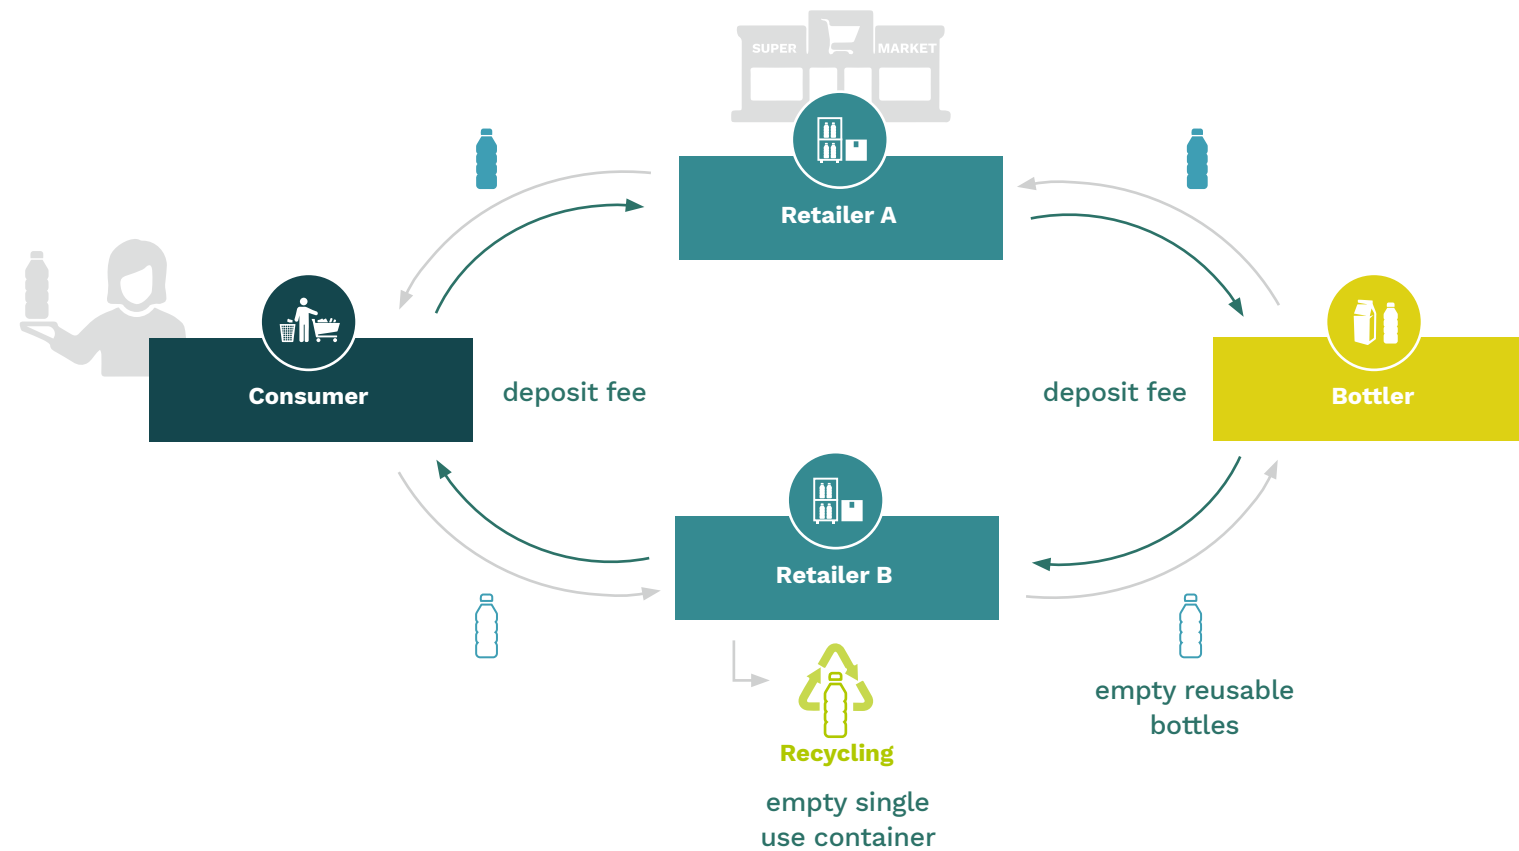 SUPER MARKET
Retailer A
Consumer
deposit fee
deposit fee
Bottler
Retailer B
empty reusable
bottles
Recycling
empty single
use container